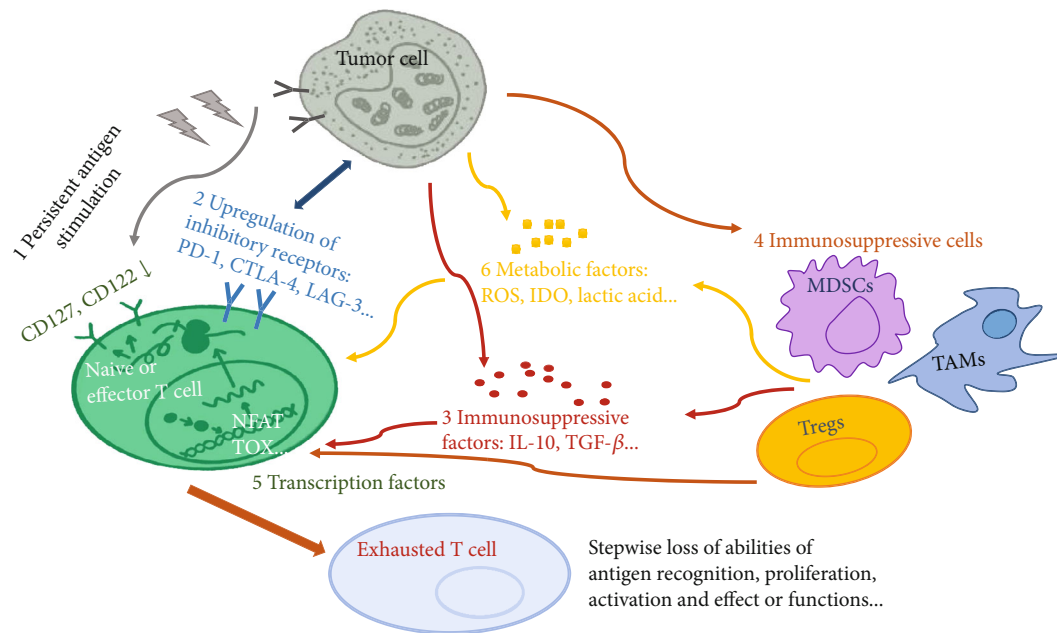 Tumor cell
1 Persistent antigen
stimulation
2 Upregulation of
inhibitory receptors:
PD-1, CTLA-4, LAG-3...
CD127, CD122 ↓
6 Metabolic factors:
ROS, IDO, lactic acid...
4 Immunosuppressive cells
MDSCs
TAMs
Tregs
Naive or
effector T cell
NFAT
TOX...
3 Immunosuppressive
factors: IL-10, TGF-β...
5 Transcription factors
Exhausted T cell
Stepwise loss of abilities of
antigen recognition, proliferation,
activation and effect or functions...